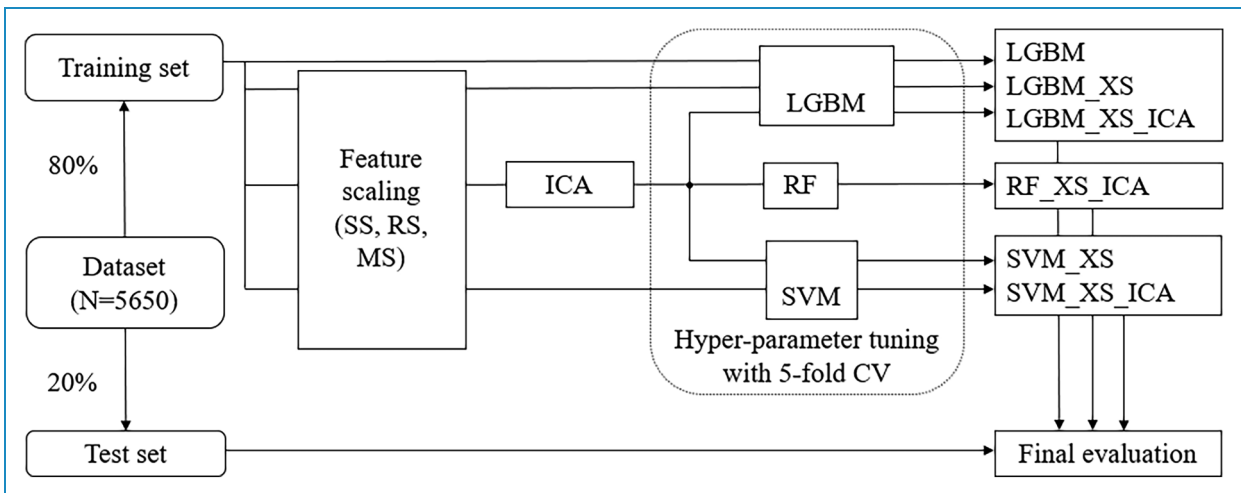 Training set
80%
Dataset
(N=5650)
20%
Test set
Feature
scaling
(SS, RS,
MS)
ICA
LGBM
RF
SVM
Hyper-parameter tuning
with 5-fold CV
LGBM
LGBM_XS
LGBM_XS_ICA
RF_XS_ICA
SVM_XS
SVM_XS_ICA
Final evaluation